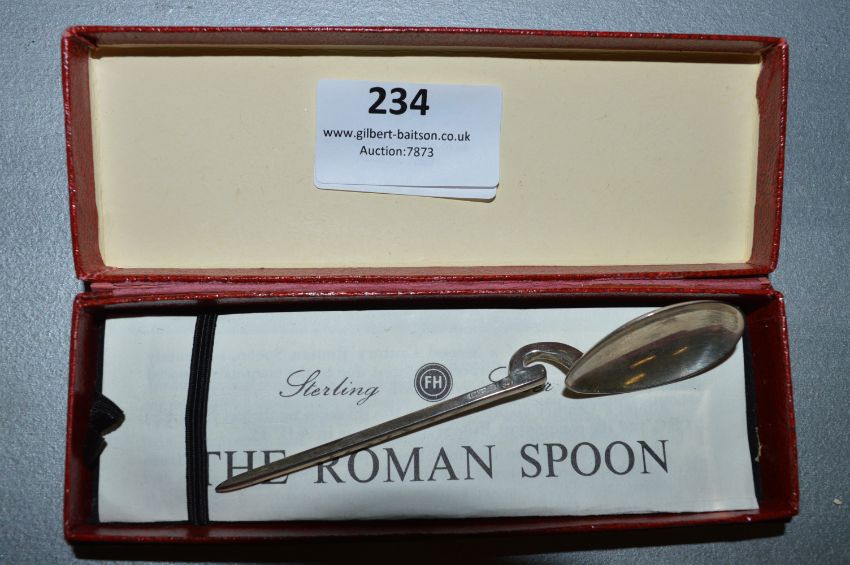 234
www.gilbert-baitson.co.uk
Auction:7873
Sterling FH
THE ROMAN SPOON